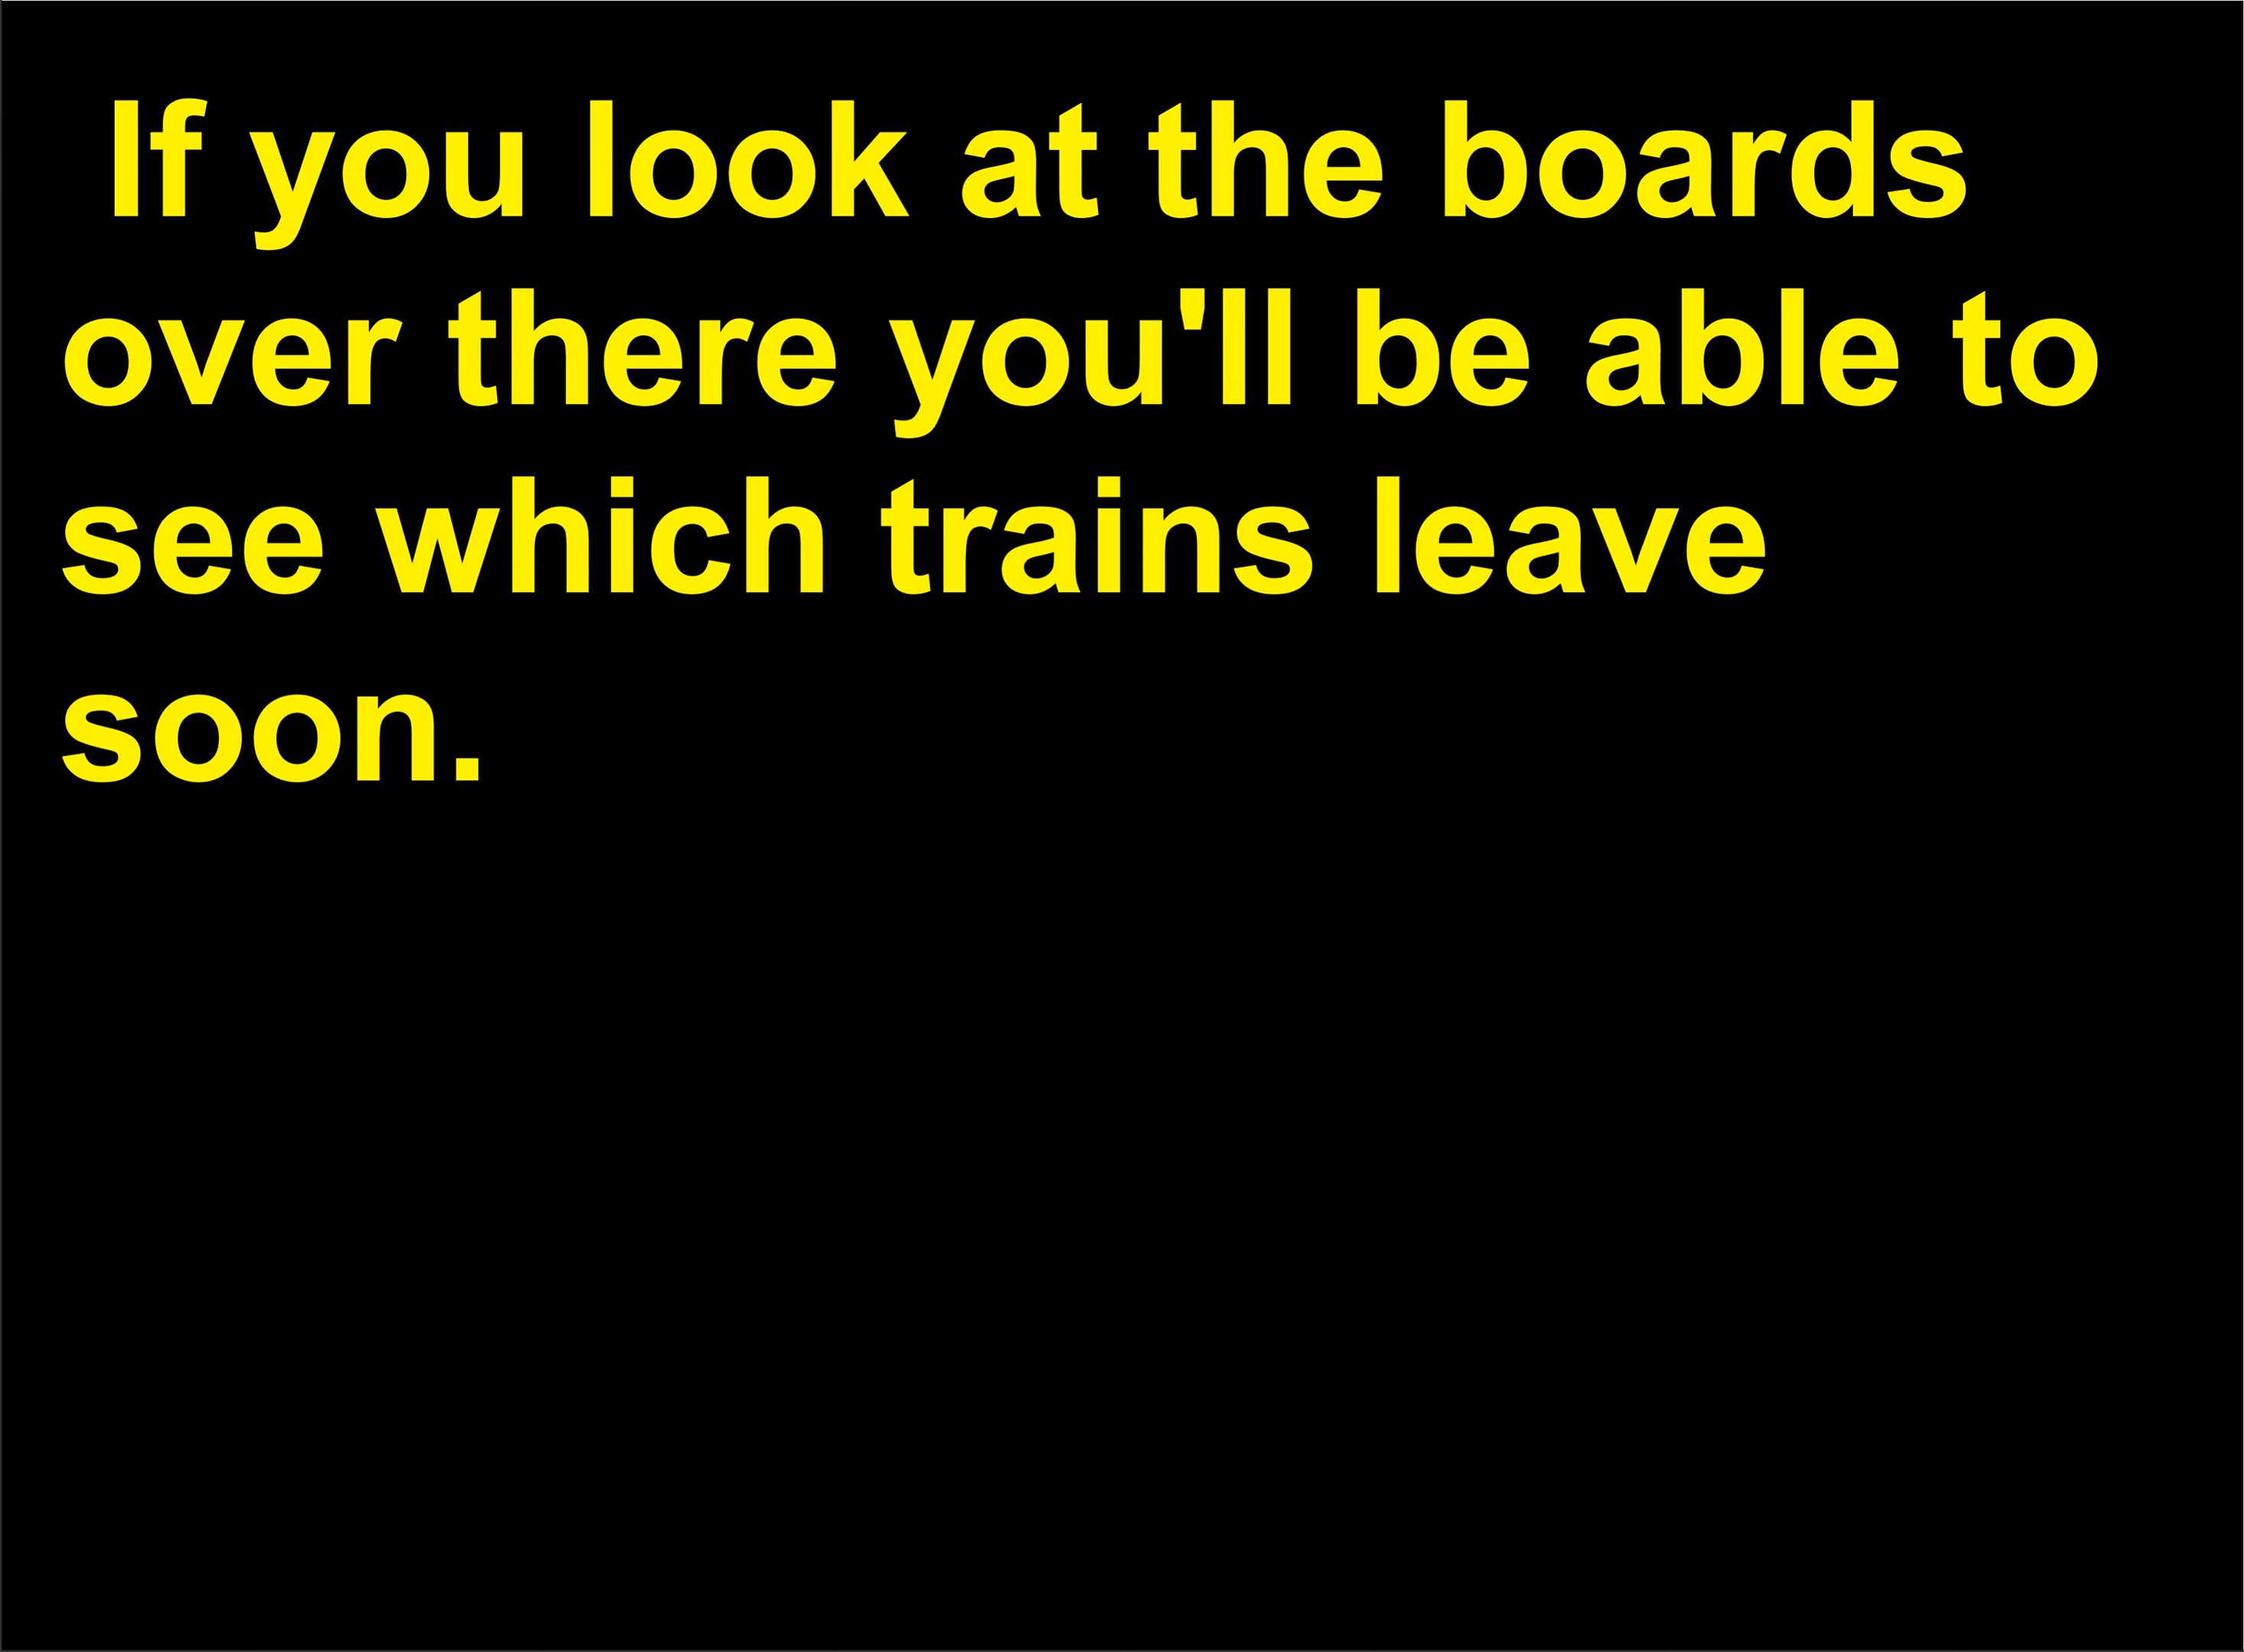 If you look at the boards
over there you'll be able to
see which trains leave
soon.